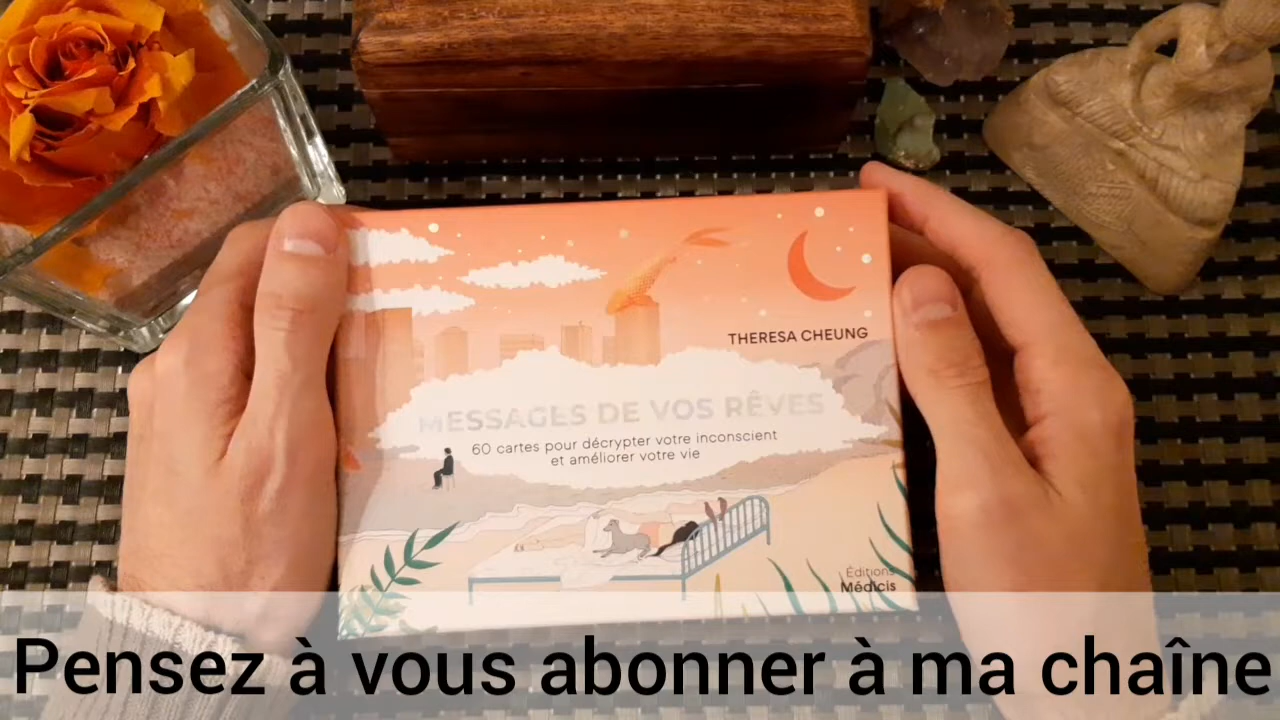 THERESA CHEUNG
MESSAGES DE VOS RÊVES
60 cartes pour décrypter votre inconscient
et améliorer votre vie
Éditions
Médicis
Pensez à vous abonner à ma chaîne